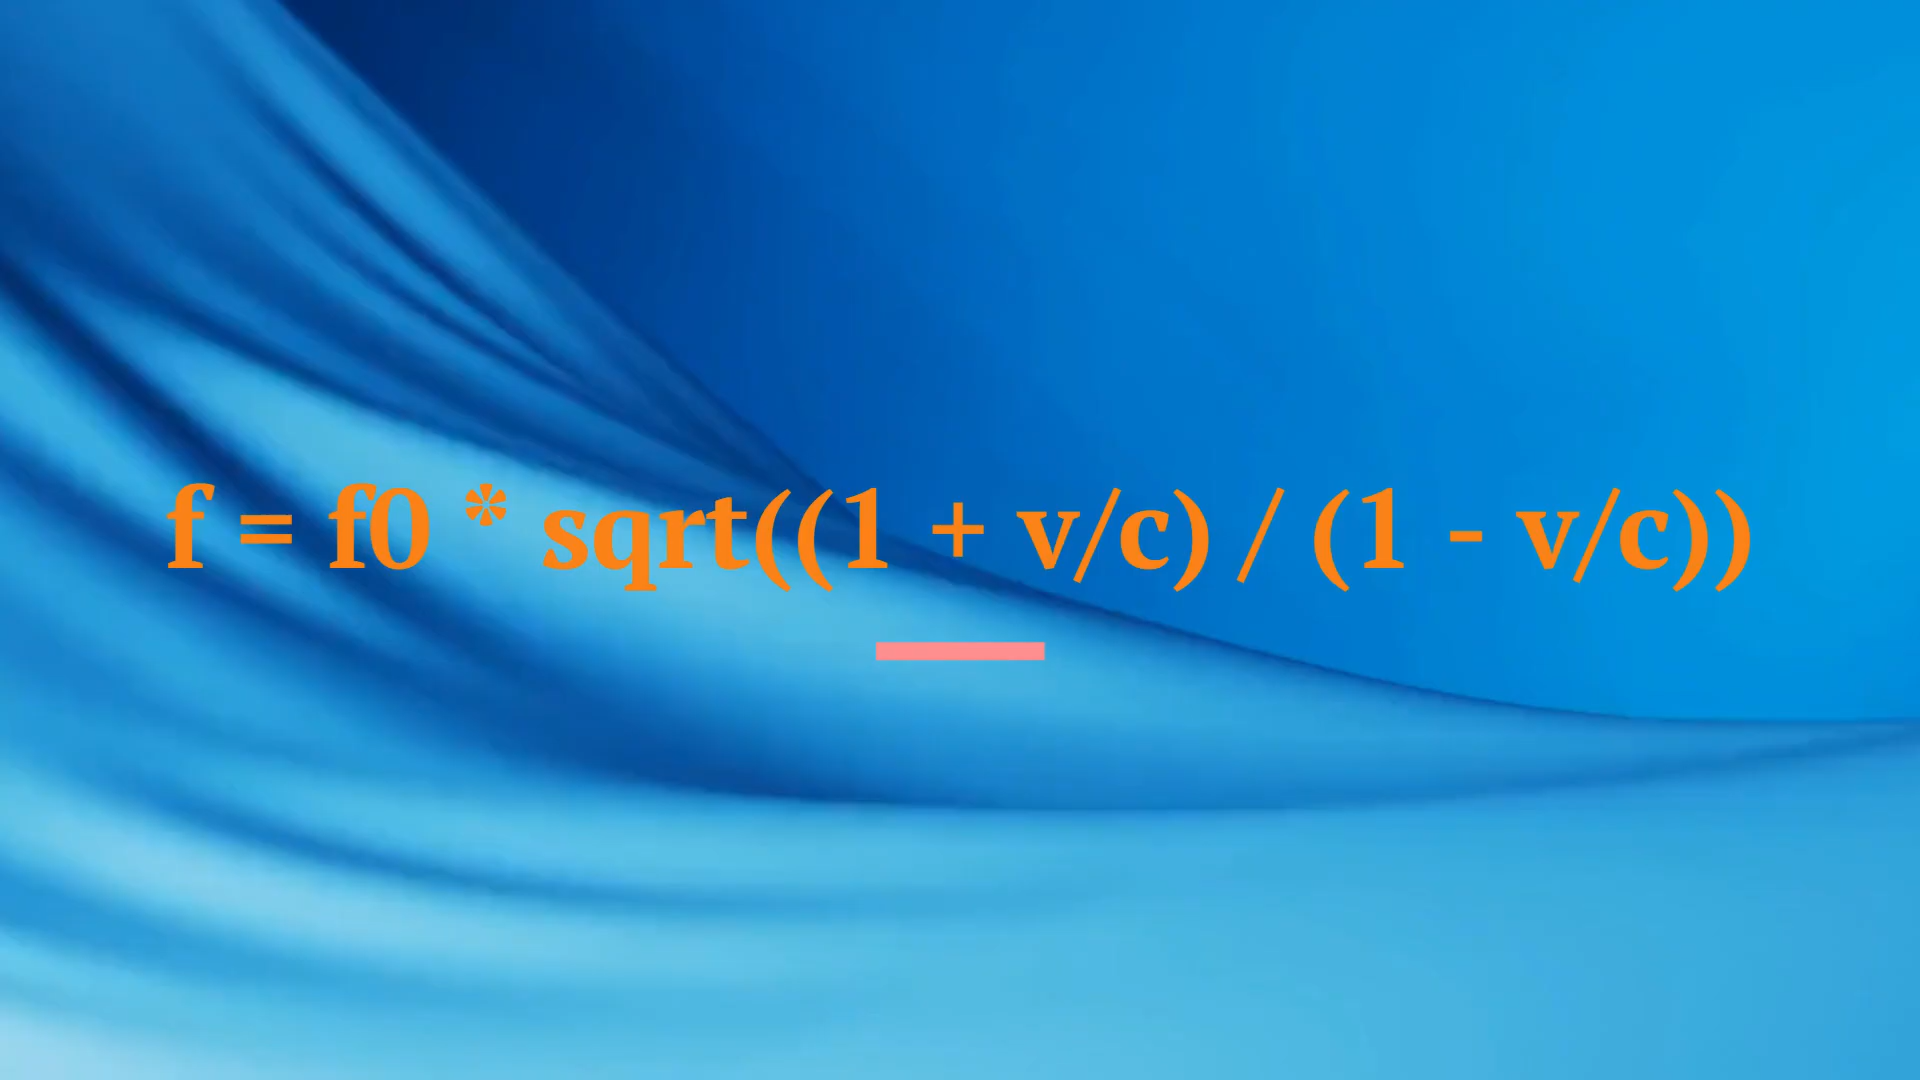 f = f0 * sqrt((1 + v/c) / (1 - v/c))